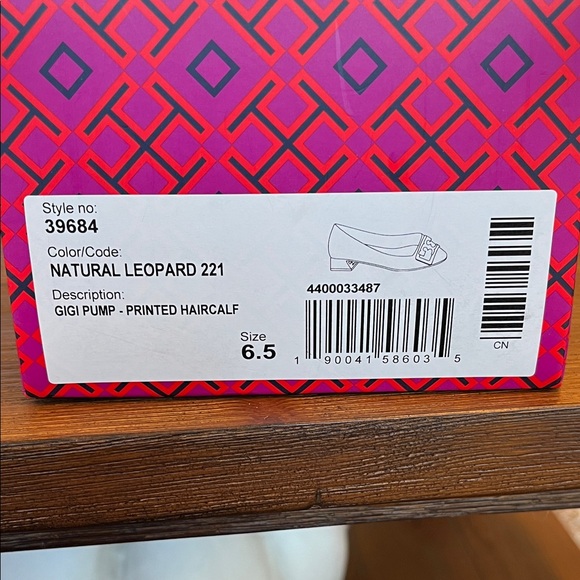 Style no:
39684
Color/Code:
NATURAL LEOPARD 221
Description:
GIGI PUMP - PRINTED HAIRCALF
Size
6.5
4400033487
1 90041 58603 5
CN